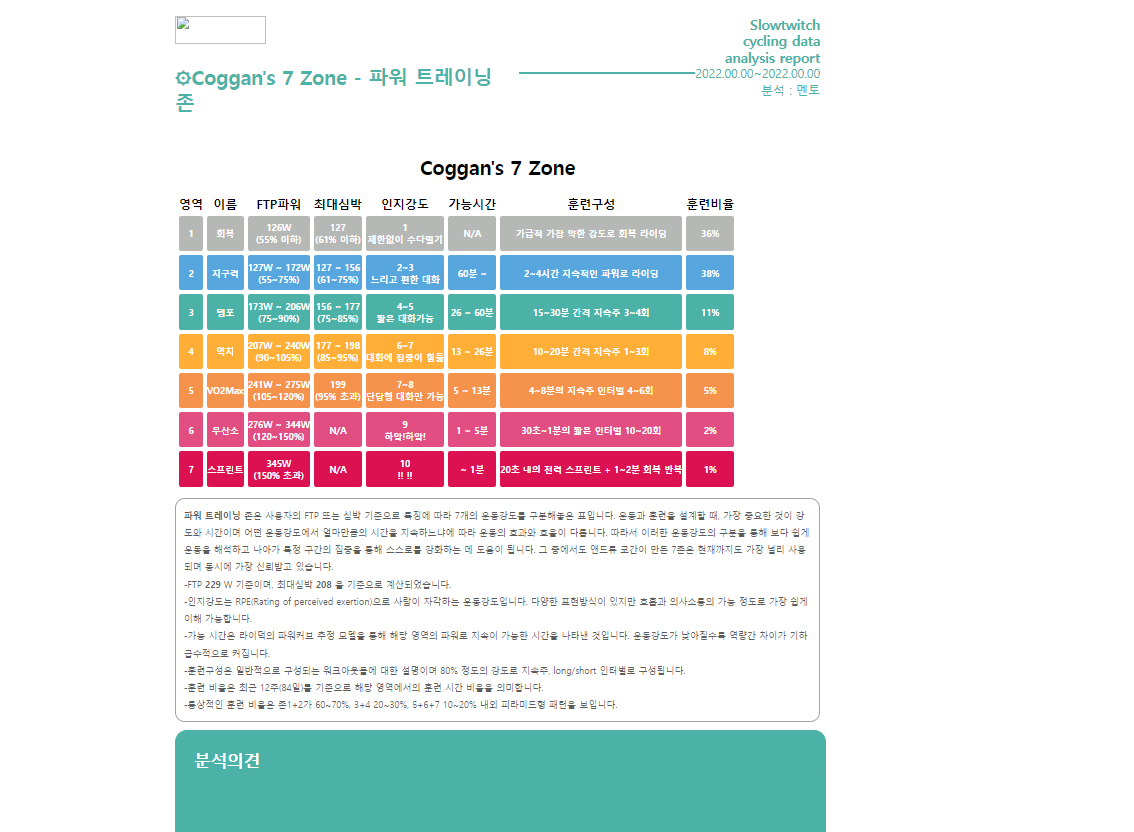 Slowtwitch
cycling data
analysis report
2022.00.00~2022.00.00
분석 : 멘토
⚙Coggan's 7 Zone - 파워 트레이닝
존
Coggan's 7 Zone
영역 이름 FTP파워 최대심박 인지강도 가능시간 훈련구성 훈련비율
1 회복 126W (55% 이하) 127 (61% 이하) 1 제한없이 수다떨기 N/A 가급적 가장 약한 강도로 회복 라이딩 36%
2 지구력 127W ~ 172W (55~75%) 127 ~ 156 (61~75%) 2~3 느리고 편한 대화 60분 ~ 2~4시간 지속적인 파워로 라이딩 38%
3 템포 173W ~ 206W (75~90%) 156 ~ 177 (75~85%) 4~5 짧은 대화가능 26 ~ 60분 15~30분 간격 지속주 3~4회 11%
4 역치 207W ~ 240W (90~105%) 177 ~ 198 (85~95%) 6~7 대화에 집중이 힘듦 13 ~ 26분 10~20분 간격 지속주 1~3회 8%
5 VO2Max 241W ~ 275W (105~120%) 199 (95% 초과) 7~8 단답형 대화만 가능 5 ~ 13분 4~8분의 지속주 인터벌 4~6회 5%
6 무산소 276W ~ 344W (120~150%) N/A 9 하악!하악! 1 ~ 5분 30초~1분의 짧은 인터벌 10~20회 2%
7 스프린트 345W (150% 초과) N/A 10 !! !! ~ 1분 20초 내의 전력 스프린트 + 1~2분 회복 반복 1%
파워 트레이닝 존은 사용자의 FTP 또는 심박 기준으로 특징에 따라 7개의 운동강도를 구분해놓은 표입니다. 운동과 훈련을 설계할 때, 가장 중요한 것이 강
도와 시간이며 어떤 운동강도에서 얼마만큼의 시간을 지속하느냐에 따라 운동의 효과와 효율이 다릅니다. 따라서 이러한 운동강도의 구분을 통해 보다 쉽게
운동을 해석하고 나아가 특정 구간의 집중을 통해 스스로를 강화하는 데 도움이 됩니다. 그 중에서도 앤드류 코간이 만든 7존은 현재까지도 가장 널리 사용
되며 동시에 가장 신뢰받고 있습니다.
-FTP 229 W 기준이며, 최대심박 208 을 기준으로 계산되었습니다.
-인지강도는 RPE(Rating of perceived exertion)으로 사람이 자각하는 운동강도입니다. 다양한 표현방식이 있지만 호흡과 의사소통의 가능 정도로 가장 쉽게
이해 가능합니다.
-가능 시간은 라이덕의 파워커브 추정 모델을 통해 해당 영역의 파워로 지속이 가능한 시간을 나타낸 것입니다. 운동강도가 낮아질수록 역량간 차이가 기하
급수적으로 커집니다.
-훈련구성은 일반적으로 구성되는 워크아웃들에 대한 설명이며 80% 정도의 강도로 지속주, long/short 인터벌로 구성됩니다.
-훈련 비율은 최근 12주(84일)를 기준으로 해당 영역에서의 훈련 시간 비율을 의미합니다.
-통상적인 훈련 비율은 존1+2가 60~70%, 3+4 20~30%, 5+6+7 10~20% 내외 피라미드형 패턴을 보입니다.
분석의견